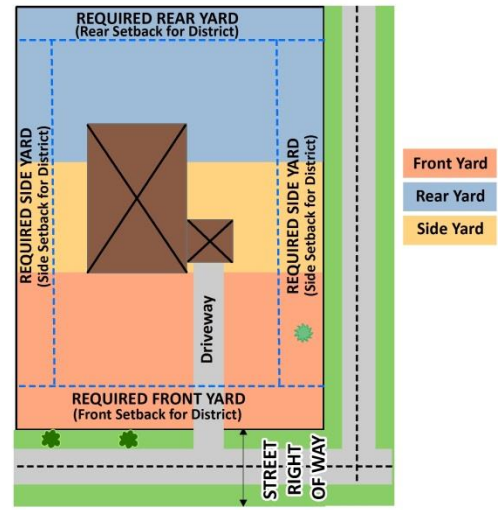 REQUIRED REAR YARD
(Rear Setback for District)
REQUIRED SIDE YARD
(Side Setback for District)
REQUIRED SIDE YARD
(Side Setback for District)
Front Yard
Rear Yard
Side Yard
Driveway
REQUIRED FRONT YARD
(Front Setback for District)
STREET
RIGHT
OF WAY